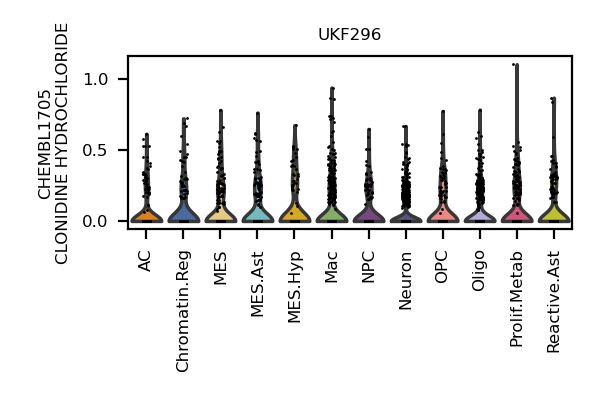 UKF296
CHEMBL1705
CLONIDINE HYDROCHLORIDE
1.0
0.5
0.0
AC
Chromatin.Reg
MES
MES.Ast
MES.Hyp
Mac
NPC
Neuron
OPC
Oligo
Prolif.Metab
Reactive.Ast